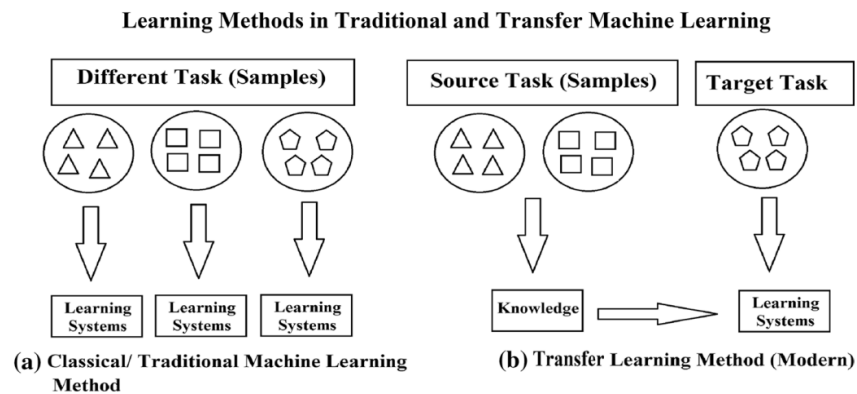 Learning Methods in Traditional and Transfer Machine Learning
Different Task (Samples)
Learning
Systems
Learning
Systems
Learning
Systems
(a) Classical/ Traditional Machine Learning
Method
Source Task (Samples)
Target Task
Knowledge
Learning
Systems
(b) Transfer Learning Method (Modern)